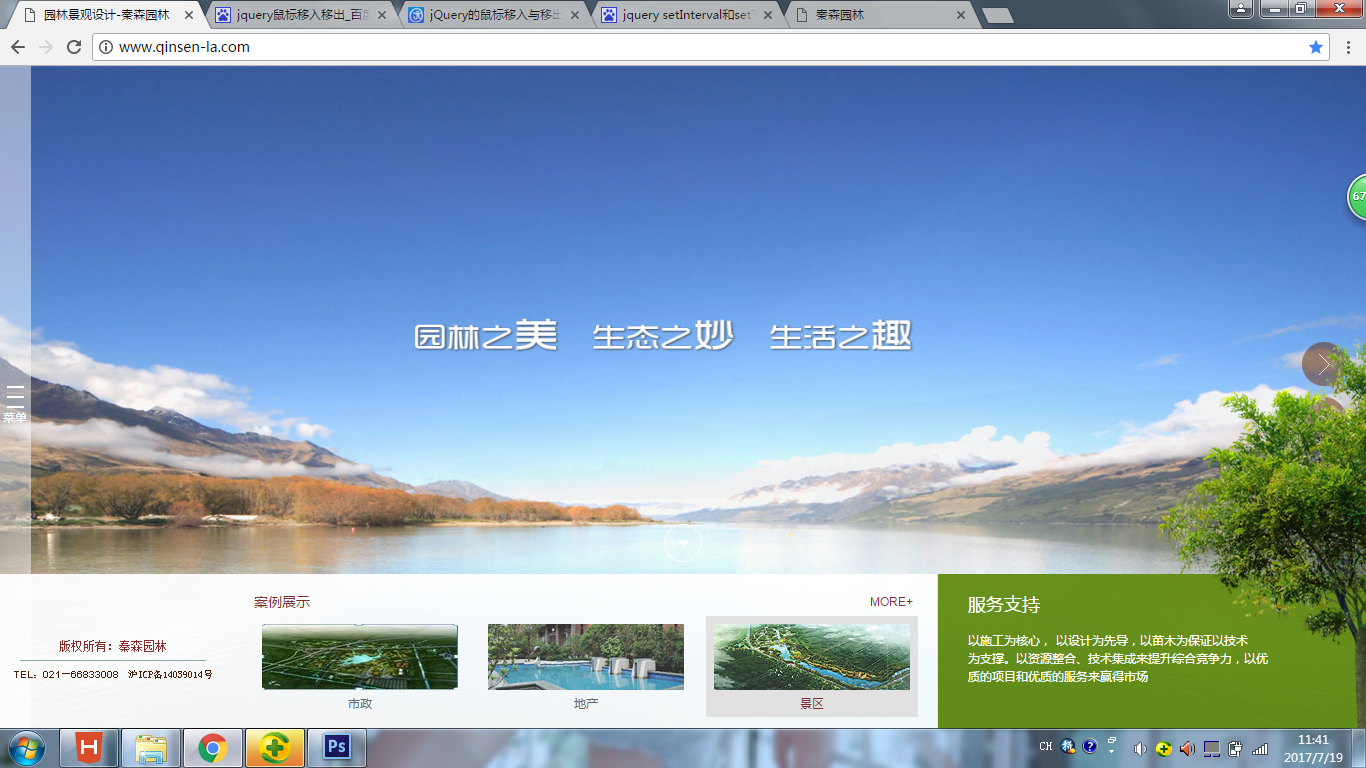 园林景观设计-秦森园林
jquery鼠标移入移出_百度
jQuery的鼠标移入与移出
jquery setInterval和set
秦森园林
www.qinsen-la.com
67
园林之美 生态之妙 生活之趣
菜单
案例展示
MORE+
市政
地产
景区
版权所有：秦森园林
TEL：021—66833008 沪ICP备14039014号
服务支持
以施工为核心， 以设计为先导，以苗木为保证以技术
为支撑。以资源整合、技术集成来提升综合竞争力，以优
质的项目和优质的服务来赢得市场
Ps
CH
11:41
2017/7/19